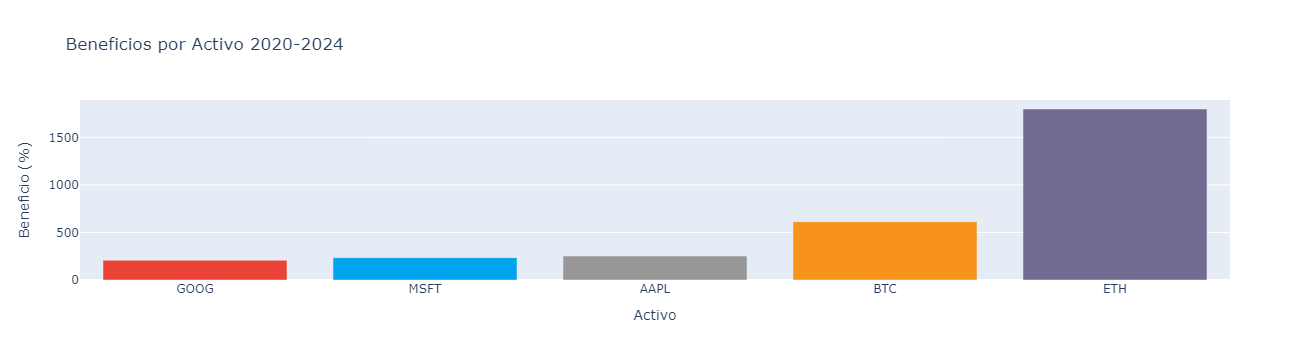 Beneficios por Activo 2020-2024
Beneficio (%)
1500
1000
500
0
GOOG MSFT AAPL BTC ETH
Activo